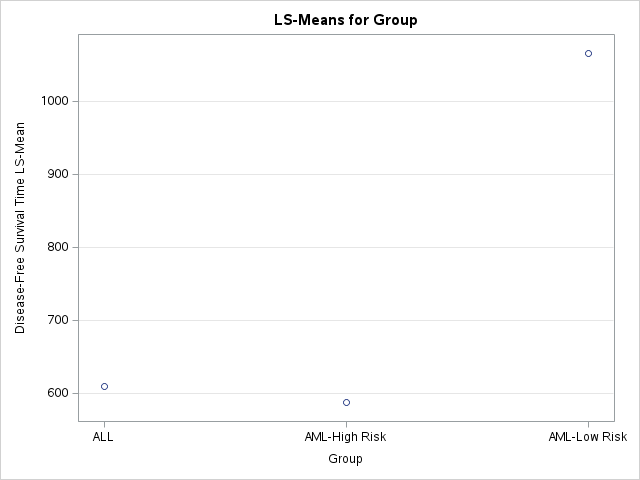 LS-Means for Group
Disease-Free Survival Time LS-Mean
1000
900
800
700
600
ALL
AML-High Risk
AML-Low Risk
Group